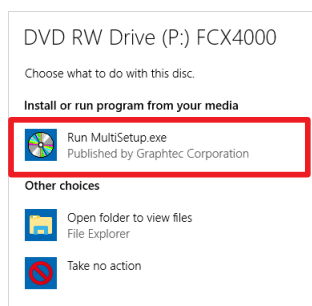 DVD RW Drive (P:) FCX4000
Choose what to do with this disc.
Install or run program from your media
Run MultiSetup.exe
Published by Graphtec Corporation
Other choices
Open folder to view files
File Explorer
Take no action